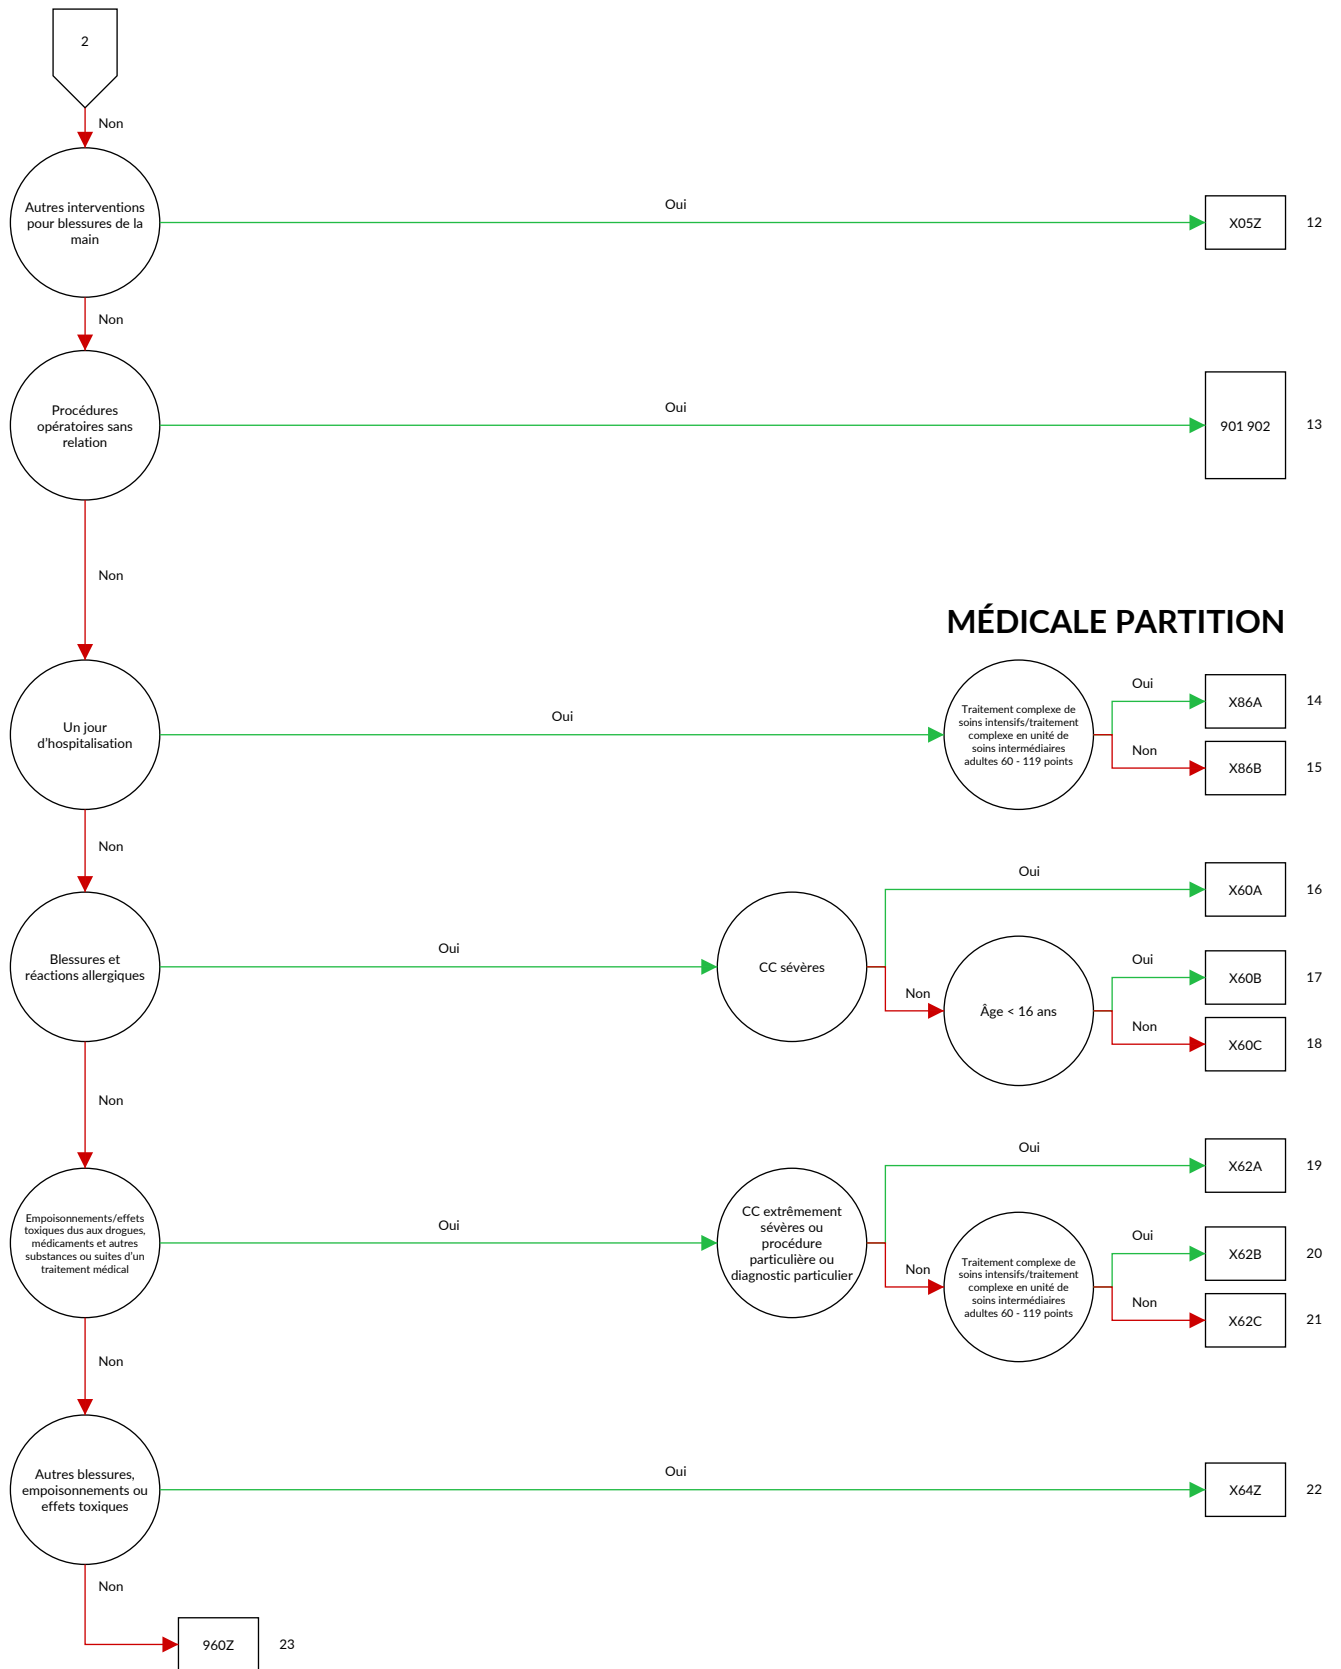 2
Non
Autres interventions
pour blessures de la
main
Oui
X05Z
12
Non
Procédures
opératoires sans
relation
Oui
901 902
13
Non
MÉDICALE PARTITION
Un jour
d'hospitalisation
Oui
Traitement complexe de
soins intensifs/traitement
complexe en unité de
soins intermédiaires
adultes 60 - 119 points
Oui
X86A
14
Non
X86B
15
Non
Blessures et
réactions allergiques
Oui
CC sévères
Oui
X60A
16
Non
Âge < 16 ans
Oui
X60B
17
Non
X60C
18
Non
Empoisonnements/effets
toxiques dus aux drogues,
médicaments et autres
substances ou suites d'un
traitement médical
Oui
CC extrêmement
sévères ou
procédure
particulière ou
diagnostic particulier
Oui
X62A
19
Non
Traitement complexe de
soins intensifs/traitement
complexe en unité de
soins intermédiaires
adultes 60 - 119 points
Oui
X62B
20
Non
X62C
21
Non
Autres blessures,
empoisonnements ou
effets toxiques
Oui
X64Z
22
Non
960Z
23